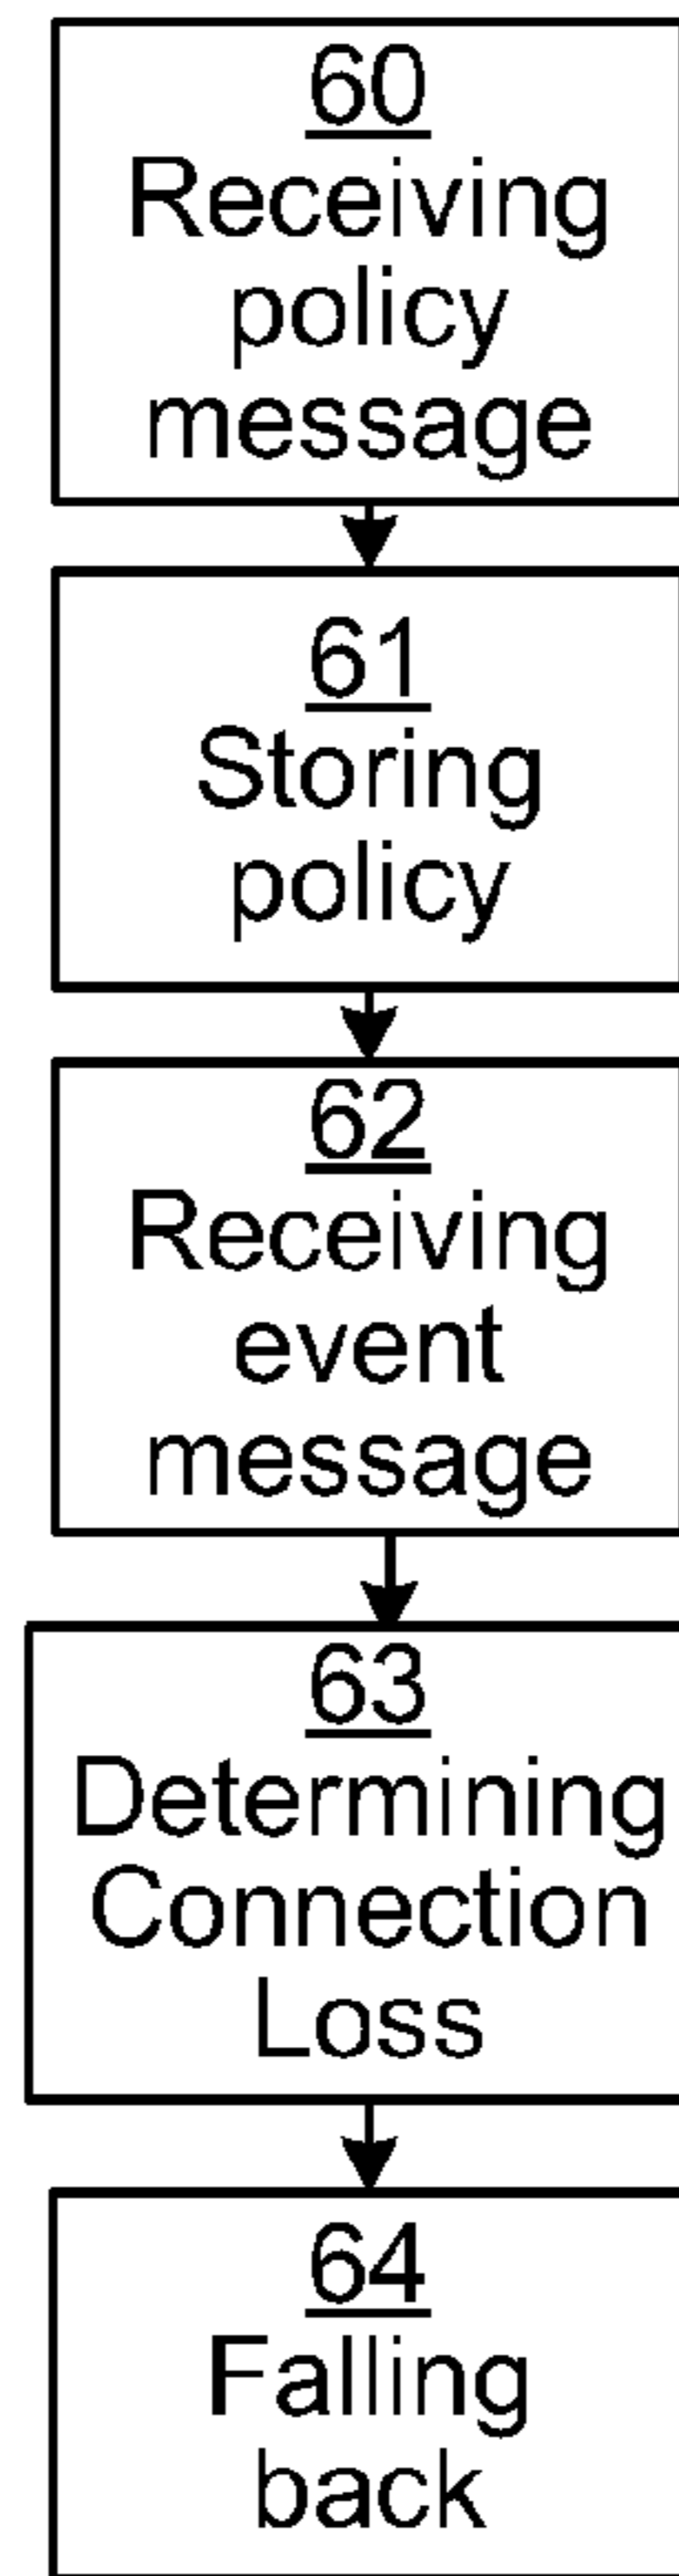 60
Receiving
policy
message
61
Storing
policy
62
Receiving
event
message
63
Determining
Connection
Loss
64
Falling
back